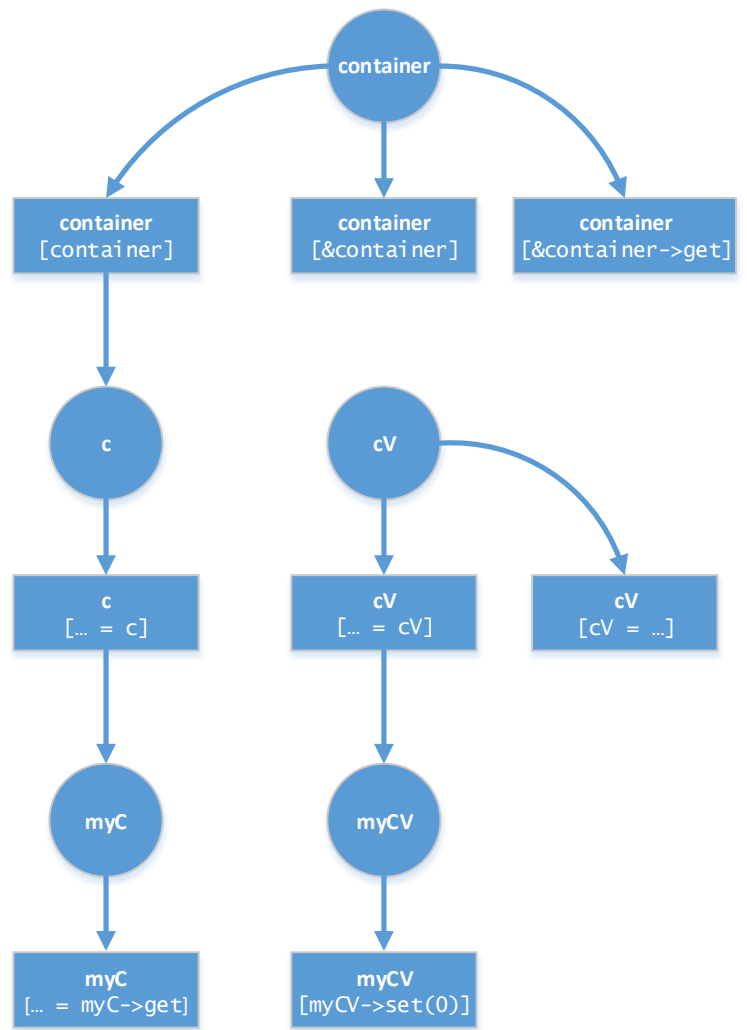 container
container
[container]
container
[&container]
container
[&container->get]
c
cV
c
[… = c]
cV
[… = cV]
cV
[cV = …]
myC
myCV
myC
[… = myC->get]
myCV
[myCV->set(0)]